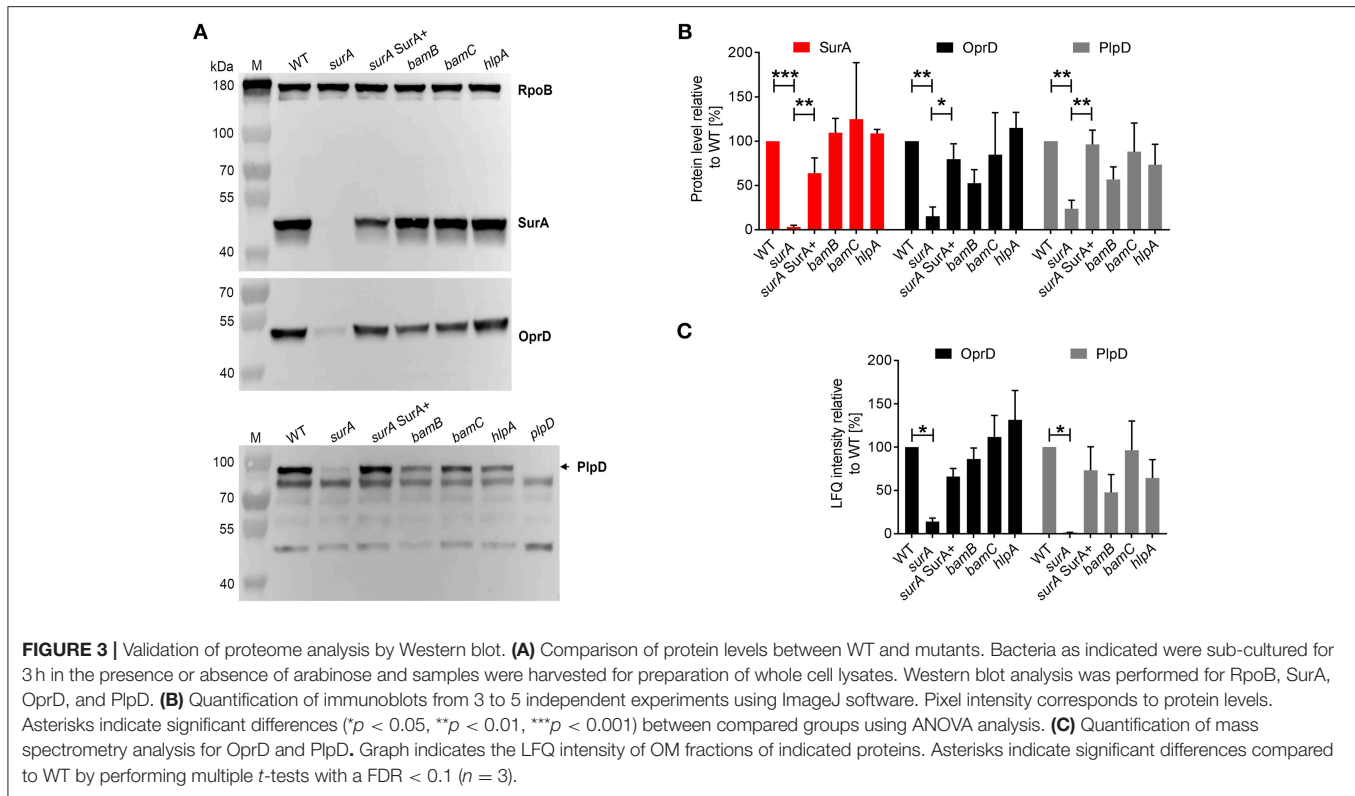 A
M
WT
surA
surA SurA+
bamB
bamC
hlpA
kDa
180
RpoB
100
70
55
SurA
40
70
55
OprD
40
M
WT
surA
surA SurA+
bamB
bamC
hlpA
plpD
100
PlpD
70
55
40
B
SurA
OprD
PlpD
Protein level relative
to WT [%]
200
150
100
50
0
***
**
**
*
**
**
WT
surA
surA SurA+
bamB
bamC
hlpA
WT
surA
surA SurA+
bamB
bamC
hlpA
WT
surA
surA SurA+
bamB
bamC
hlpA
C
OprD
PlpD
LFQ intensity relative
to WT [%]
200
150
100
50
0
*
*
WT
surA
surA SurA+
bamB
bamC
hlpA
WT
surA
surA SurA+
bamB
bamC
hlpA
FIGURE 3 | Validation of proteome analysis by Western blot. (A) Comparison of protein levels between WT and mutants. Bacteria as indicated were sub-cultured for
3 h in the presence or absence of arabinose and samples were harvested for preparation of whole cell lysates. Western blot analysis was performed for RpoB, SurA,
OprD, and PlpD. (B) Quantification of immunoblots from 3 to 5 independent experiments using ImageJ software. Pixel intensity corresponds to protein levels.
Asterisks indicate significant differences (*p < 0.05, **p < 0.01, ***p < 0.001) between compared groups using ANOVA analysis. (C) Quantification of mass
spectrometry analysis for OprD and PlpD. Graph indicates the LFQ intensity of OM fractions of indicated proteins. Asterisks indicate significant differences compared
to WT by performing multiple t-tests with a FDR < 0.1 (n = 3).